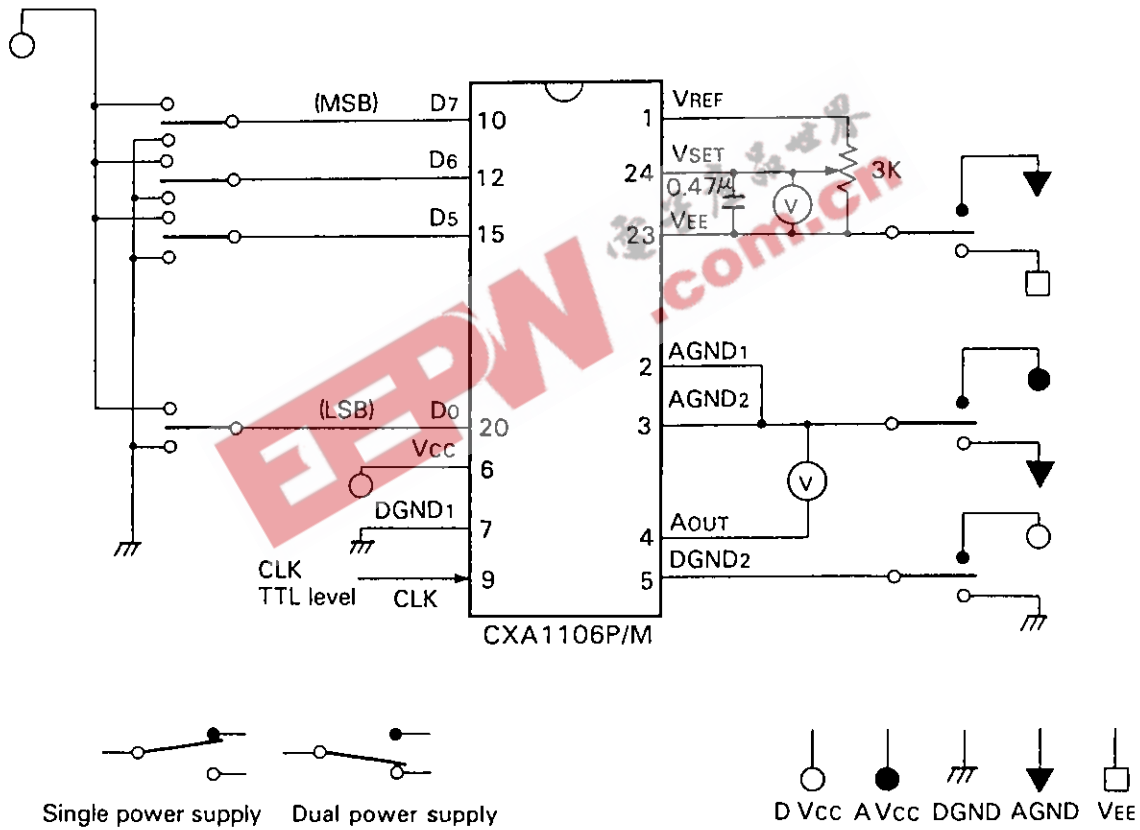 (MSB) D7
10
D6
12
D5
15
(LSB) D0
20
VCC
6
DGND1
7
CLK
TTL level
CLK
9
CXA1106P/M
1
VREF
24
VSET
0.47μ
V
3K
23
VEE
2
AGND1
3
AGND2
V
4
AOUT
5
DGND2
EEPW
.com.cn
Single power supply
Dual power supply
D VCC
A VCC
DGND
AGND
VEE